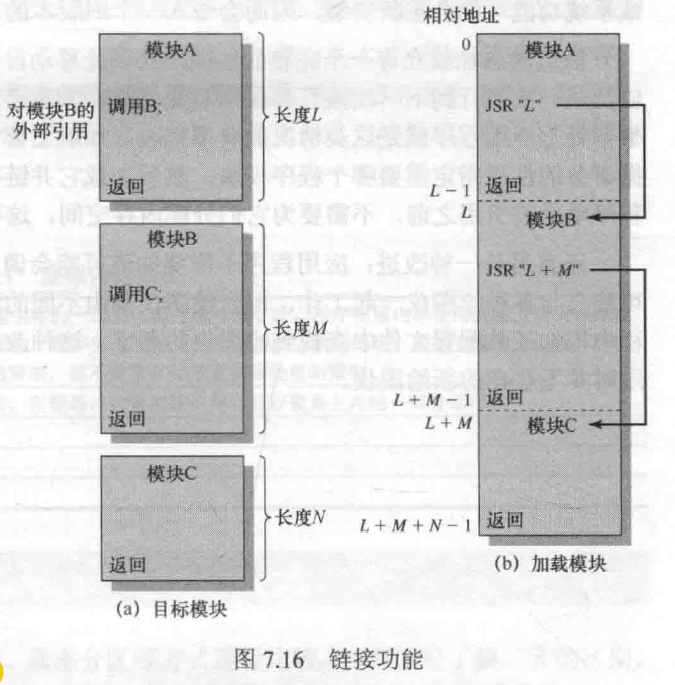 相对地址
模块A
对模块B的
外部引用
调用B;
返回
长度L
模块B
调用C;
返回
长度M
模块C
返回
长度N
(a) 目标模块
0
模块A
JSR "L"
L − 1
返回
L
模块B
JSR "L + M"
L + M − 1
返回
L + M
模块C
L + M + N − 1
返回
(b) 加载模块
图 7.16 链接功能